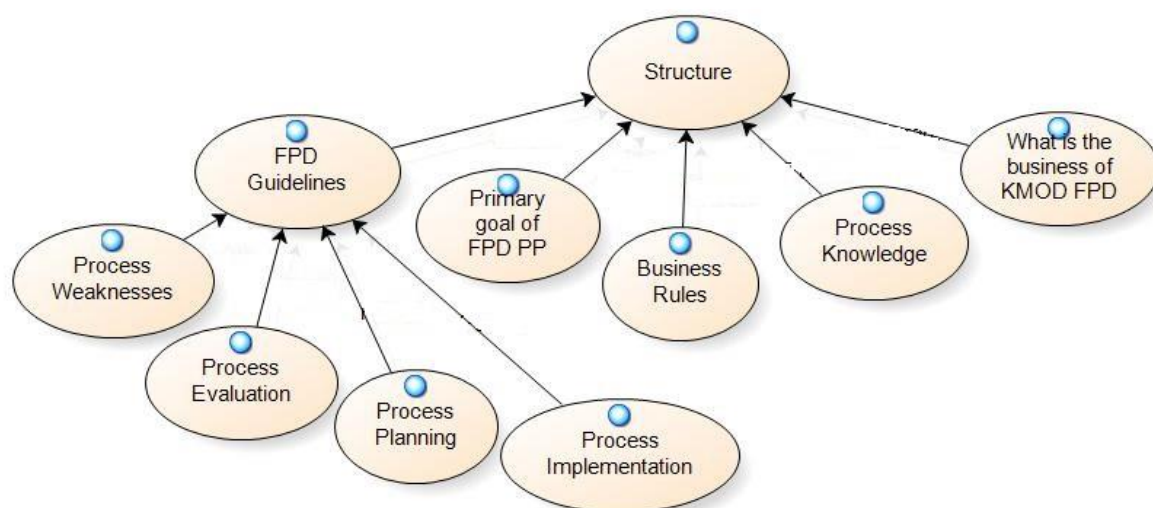 Structure
FPD
Guidelines
Primary
goal of
FPD PP
Business
Rules
Process
Knowledge
What is the
business of
KMOD FPD
Process
Weaknesses
Process
Evaluation
Process
Planning
Process
Implementation